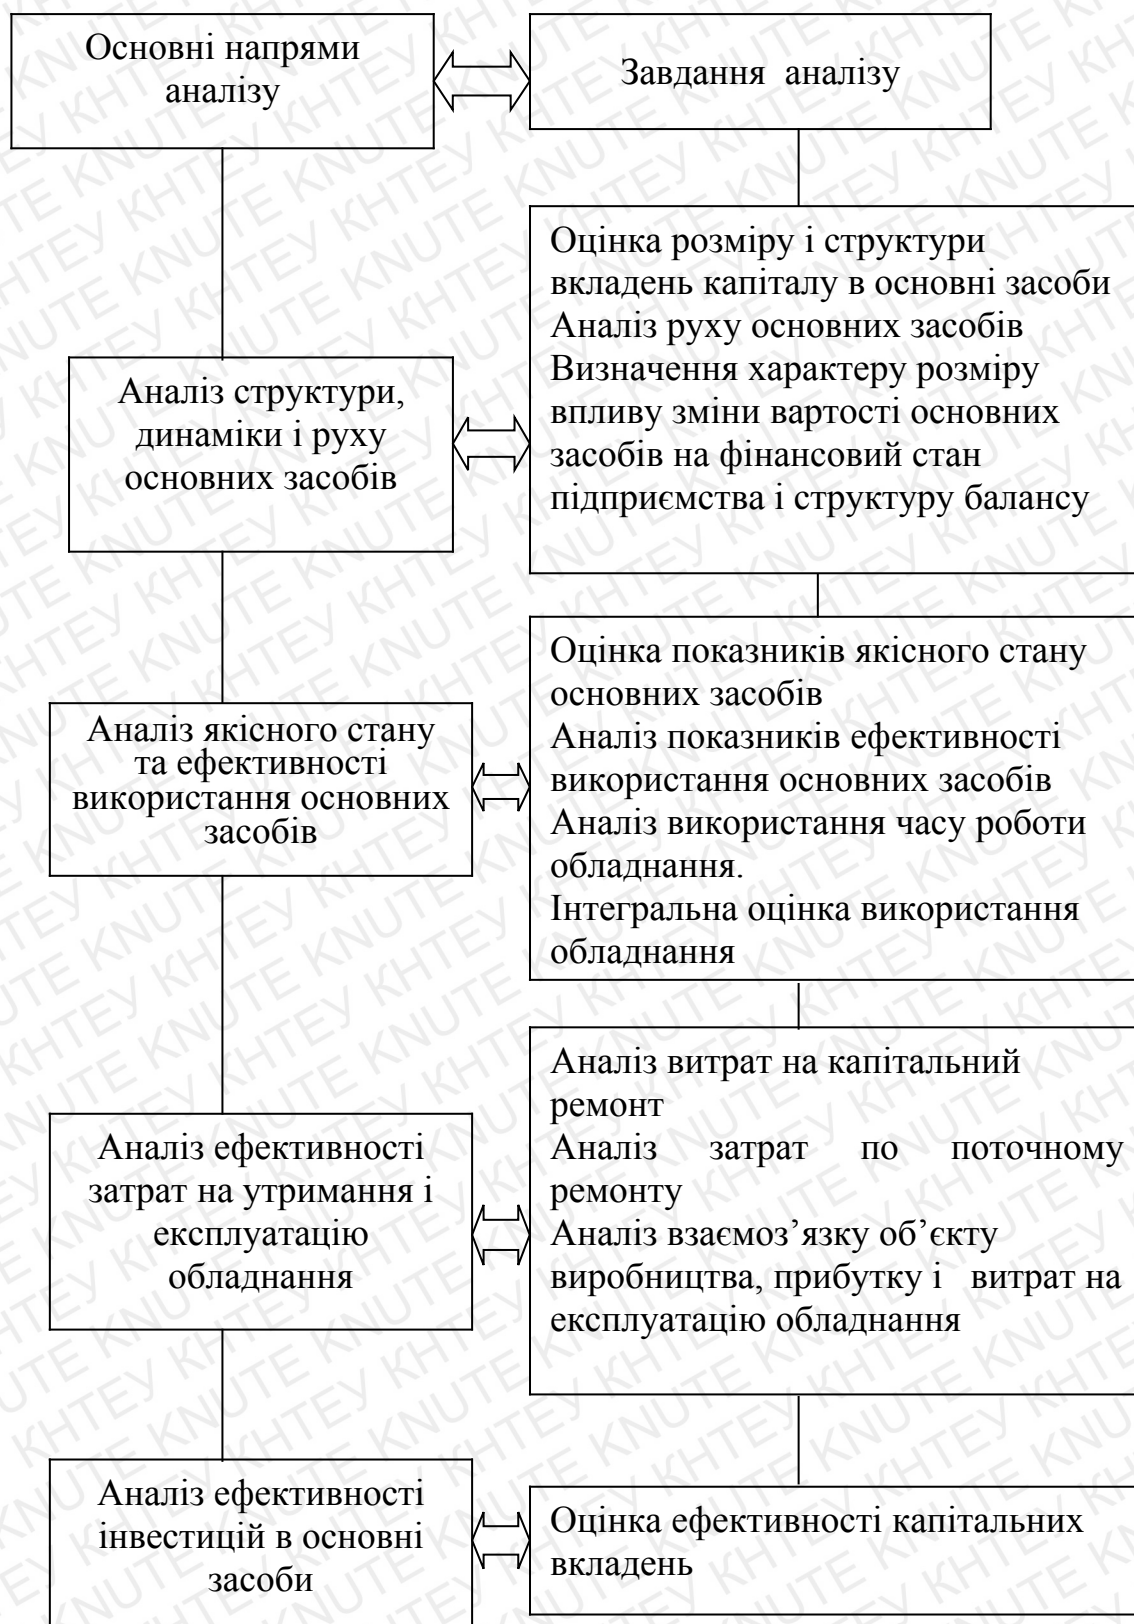 Основні напрями
аналізу
Завдання аналізу
Оцінка розміру і структури
вкладень капіталу в основні засоби
Аналіз руху основних засобів
Визначення характеру розміру
впливу зміни вартості основних
засобів на фінансовий стан
підприємства і структуру балансу
Аналіз структури,
динаміки і руху
основних засобів
Оцінка показників якісного стану
основних засобів
Аналіз показників ефективності
використання основних засобів
Аналіз використання часу роботи
обладнання.
Інтегральна оцінка використання
обладнання
Аналіз якісного стану
та ефективності
використання основних
засобів
Аналіз витрат на капітальний
ремонт
Аналіз затрат по поточному
ремонту
Аналіз взаємоз’язку об’єкту
виробництва, прибутку і витрат на
експлуатацію обладнання
Аналіз ефективності
затрат на утримання і
експлуатацію
обладнання
Аналіз ефективності
інвестицій в основні
засоби
Оцінка ефективності капітальних
вкладень